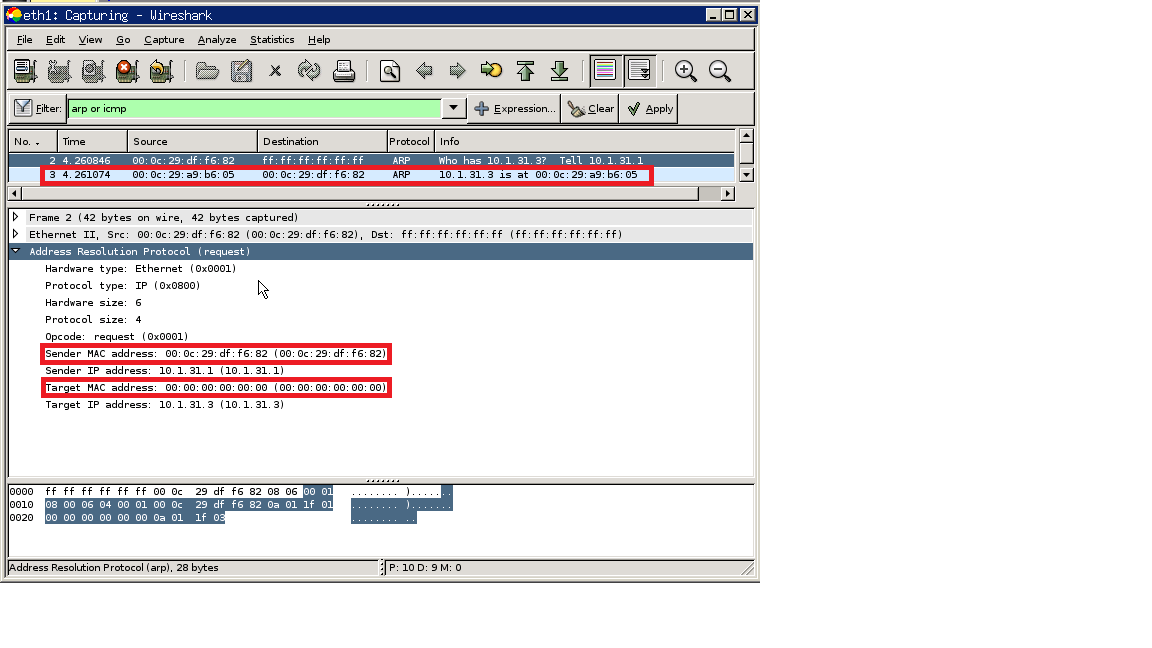 eth1: Capturing - Wireshark
File Edit View Go Capture Analyze Statistics Help
Filter: arp or icmp Expression... Clear Apply
No. . Time Source Destination Protocol Info
2 4.260846 00:0c:29:df:f6:82 ff:ff:ff:ff:ff:ff ARP Who has 10.1.31.3? Tell 10.1.31.1
3 4.261074 00:0c:29:a9:b6:05 00:0c:29:df:f6:82 ARP 10.1.31.3 is at 00:0c:29:a9:b6:05
Frame 2 (42 bytes on wire, 42 bytes captured)
Ethernet II, Src: 00:0c:29:df:f6:82 (00:0c:29:df:f6:82), Dst: ff:ff:ff:ff:ff:ff (ff:ff:ff:ff:ff:ff)
Address Resolution Protocol (request)
Hardware type: Ethernet (0x0001)
Protocol type: IP (0x0800)
Hardware size: 6
Protocol size: 4
Opcode: request (0x0001)
Sender MAC address: 00:0c:29:df:f6:82 (00:0c:29:df:f6:82)
Sender IP address: 10.1.31.1 (10.1.31.1)
Target MAC address: 00:00:00:00:00:00 (00:00:00:00:00:00)
Target IP address: 10.1.31.3 (10.1.31.3)
0000 ff ff ff ff ff ff 00 0c 29 df f6 82 08 06 00 01 ........ ).......
0010 08 00 06 04 00 01 00 0c 29 df f6 82 0a 01 1f 01 ........ ).......
0020 00 00 00 00 00 00 0a 01 1f 03 ........ ..
Address Resolution Protocol (arp), 28 bytes P: 10 D: 9 M: 0